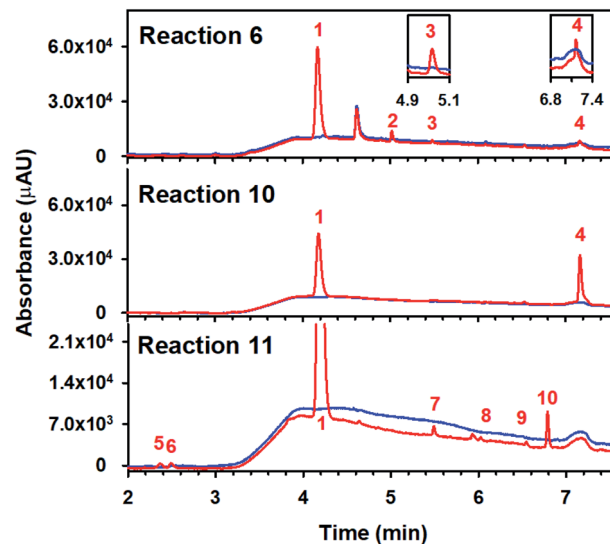 Reaction 6
1
3
4
4.9 5.1
6.8 7.4
2 3 4
6.0x10⁴
3.0x10⁴
0
Reaction 10
1
4
6.0x10⁴
3.0x10⁴
0
Reaction 11
1
5 6 7 8 9 10
2.1x10⁴
1.4x10⁴
7.0x10³
0
2 3 4 5 6 7
Absorbance (μAU)
Time (min)